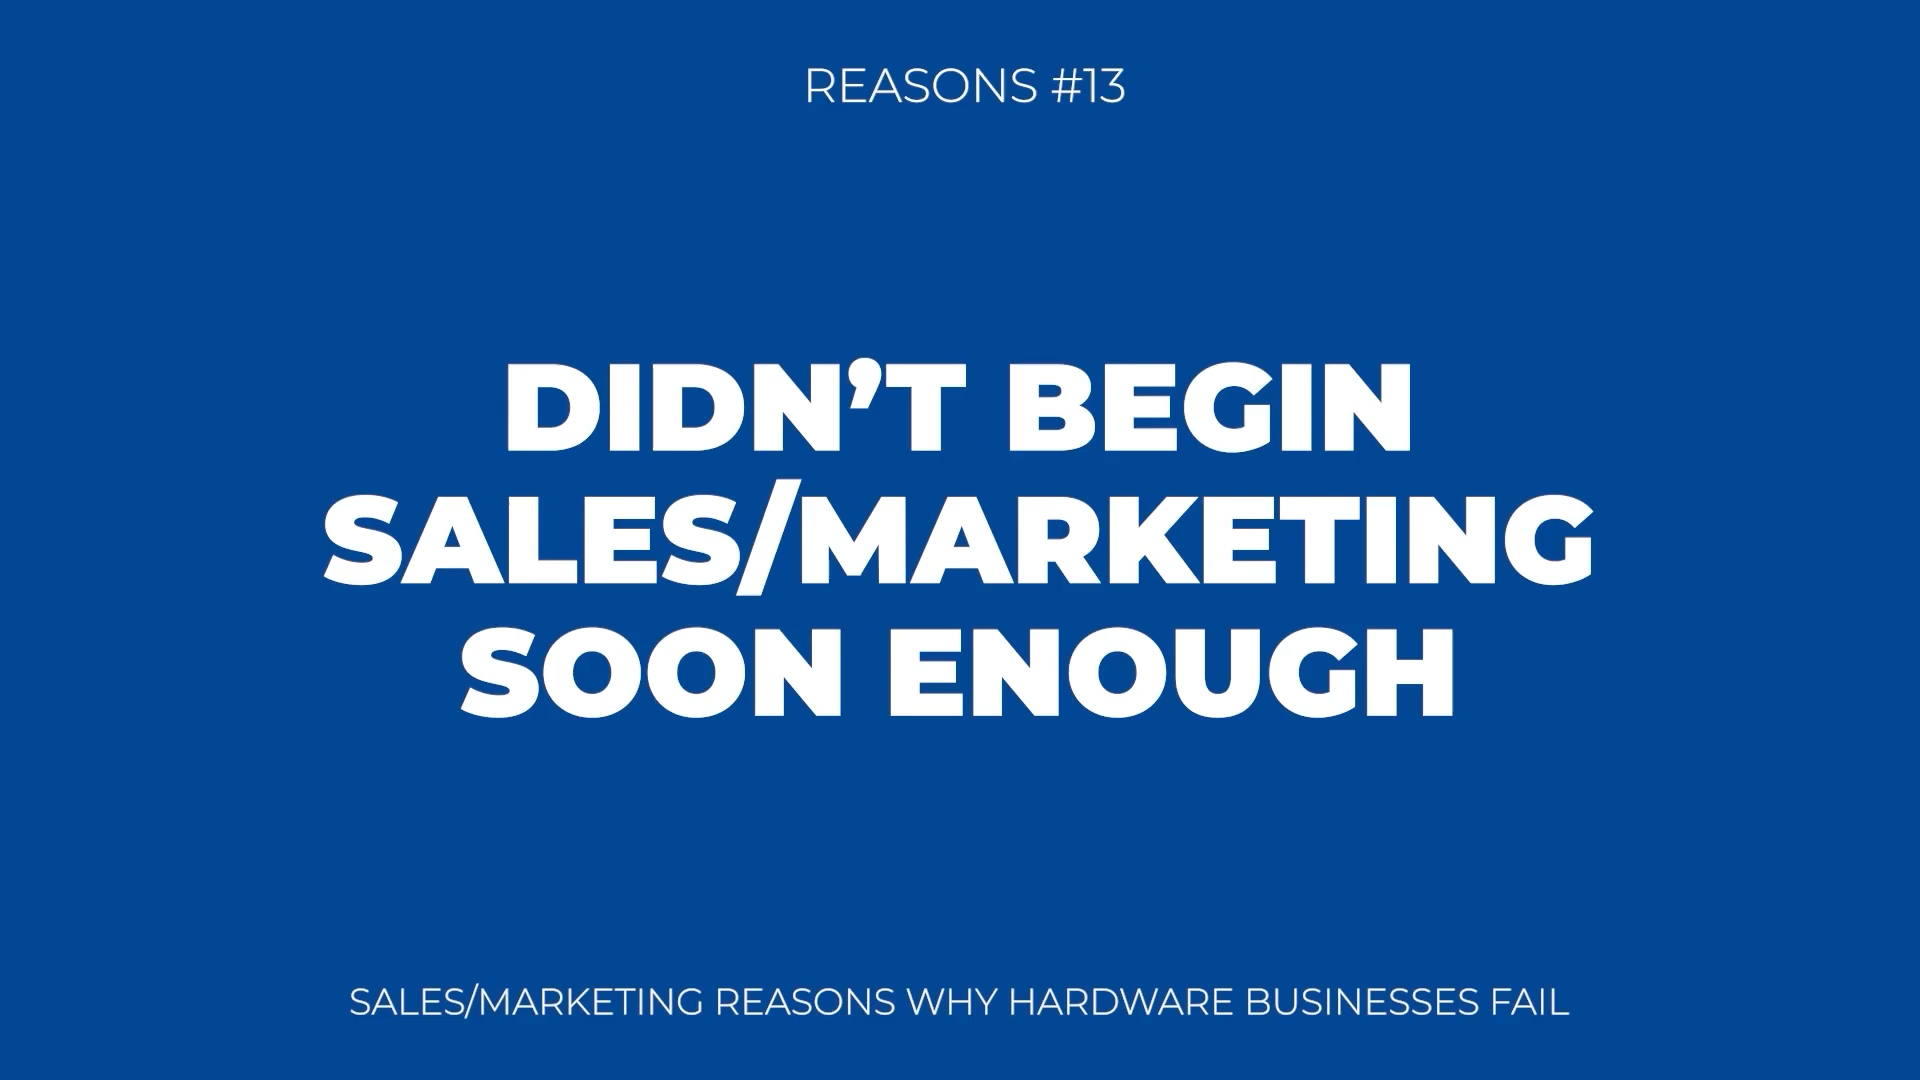 REASONS #13
DIDN’T BEGIN
SALES/MARKETING
SOON ENOUGH
SALES/MARKETING REASONS WHY HARDWARE BUSINESSES FAIL